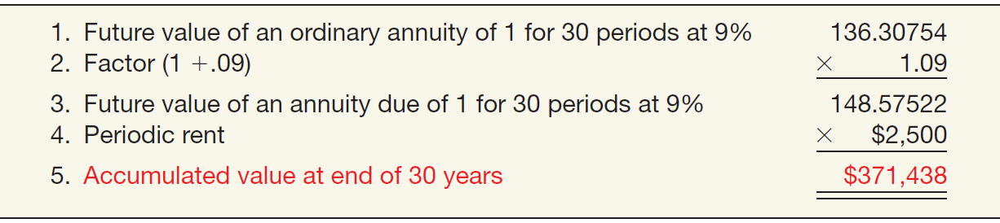 1. Future value of an ordinary annuity of 1 for 30 periods at 9% 136.30754
2. Factor (1 +.09) × 1.09
3. Future value of an annuity due of 1 for 30 periods at 9% 148.57522
4. Periodic rent × $2,500
5. Accumulated value at end of 30 years $371,438